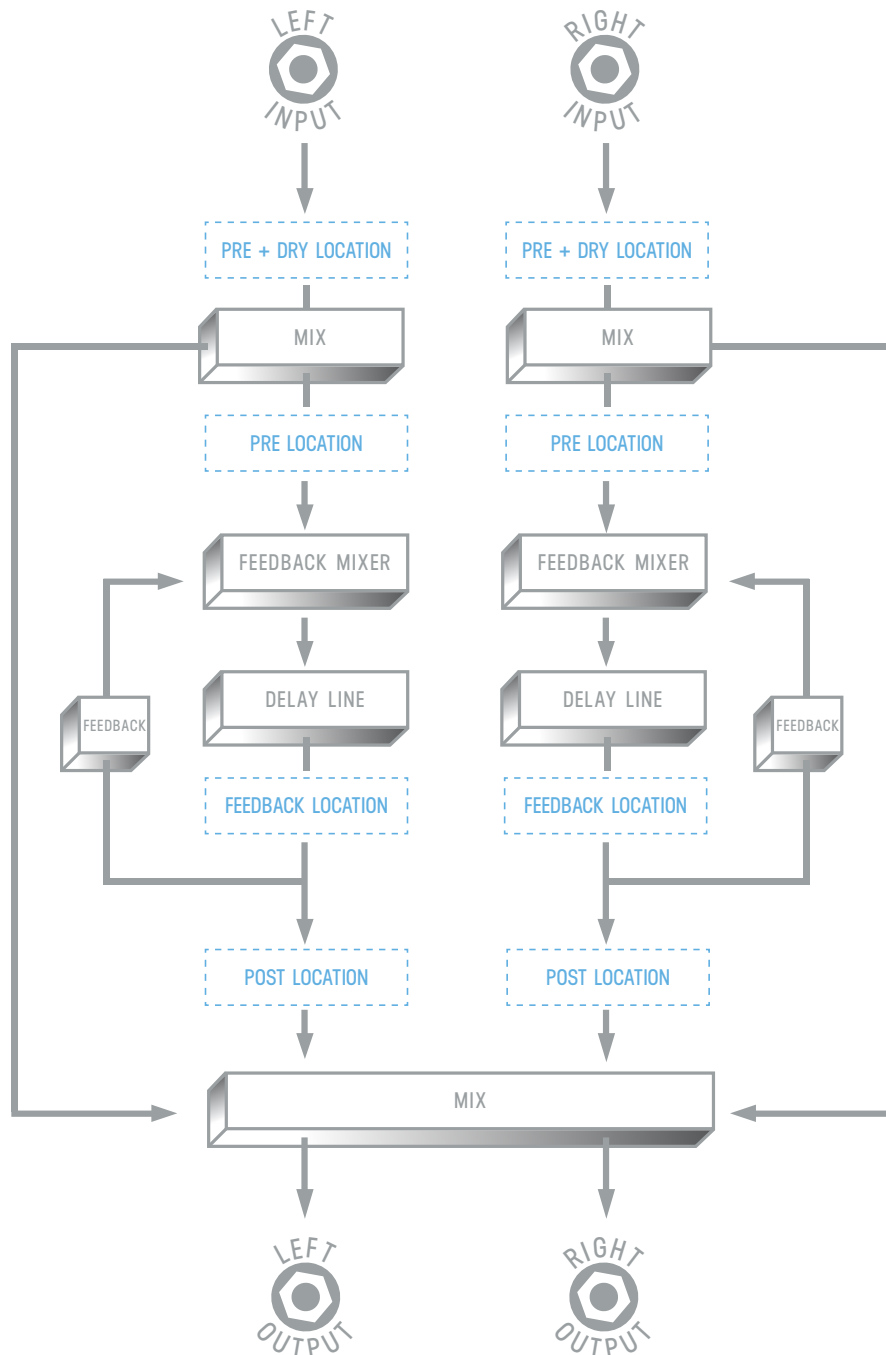 LEFT
INPUT
RIGHT
INPUT
PRE + DRY LOCATION
PRE + DRY LOCATION
MIX
MIX
PRE LOCATION
PRE LOCATION
FEEDBACK MIXER
FEEDBACK MIXER
DELAY LINE
DELAY LINE
FEEDBACK
FEEDBACK
FEEDBACK LOCATION
FEEDBACK LOCATION
POST LOCATION
POST LOCATION
MIX
LEFT
OUTPUT
RIGHT
OUTPUT